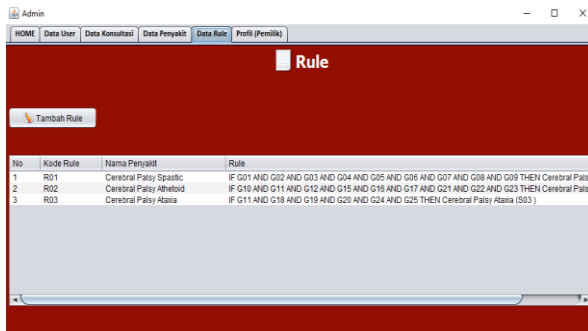 Admin
HOME Data User Data Konsultasi Data Penyakit Data Rule Profil (Pemilik)
Rule
Tambah Rule
No Kode Rule Nama Penyakit Rule
1 R01 Cerebral Palsy Spastic IF G01 AND G02 AND G03 AND G04 AND G05 AND G06 AND G07 AND G08 AND G09 THEN Cerebral Pals
2 R02 Cerebral Palsy Athetoid IF G10 AND G11 AND G12 AND G15 AND G16 AND G17 AND G21 AND G22 AND G23 THEN Cerebral Pals
3 R03 Cerebral Palsy Ataxia IF G11 AND G18 AND G19 AND G20 AND G24 AND G25 THEN Cerebral Palsy Ataxia (S03 )